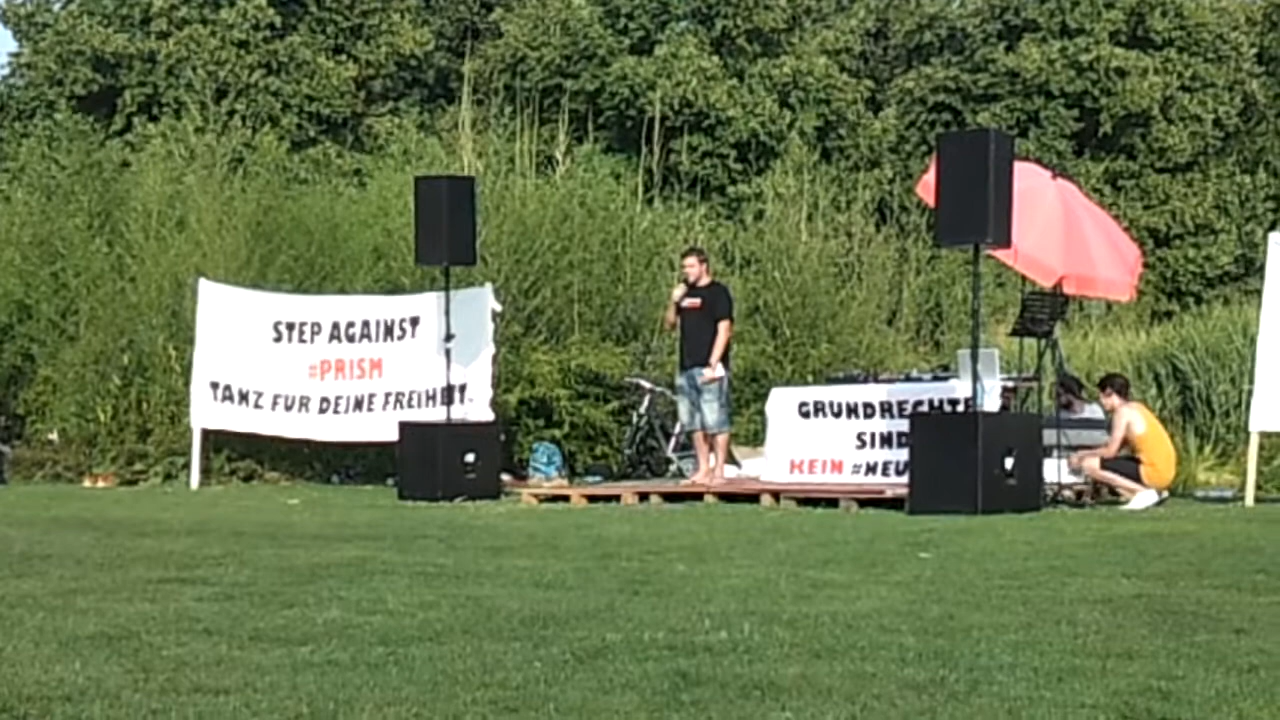 STEP AGAINST
#PRISM
TANZ FUR DEINE FREIHEIT.
GRUNDRECHTE
SIND
KEIN #NEU